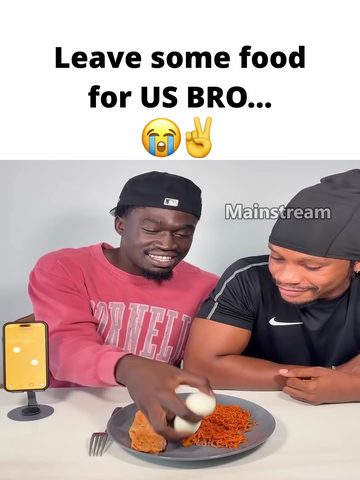 Leave some food
for US BRO...
😭✌️
Mainstream
CORNELL